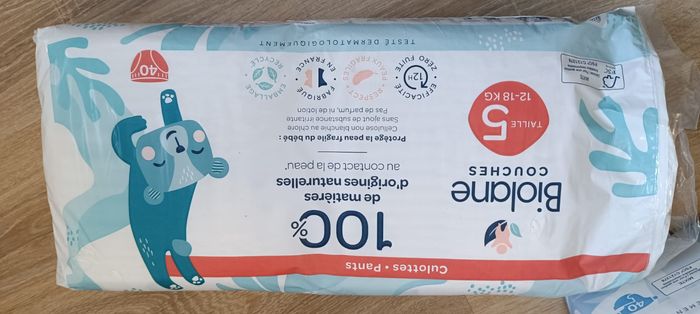 Culottes • Pants
Biolane
COUCHES
TAILLE
5
12-18 KG
100%
de matières
d'origines naturelles
au contact de la peau*
Protège la peau fragile du bébé :
Cellulose non blanchie au chlore
Sans ajout de substance irritante
Pas de parfum, ni de lotion
EFFICACITÉ
12H
ZÉRO FUITE
RESPECT
PEAUX FRAGILES
FABRIQUÉ
EN FRANCE
EMBALLAGE
RECYCLÉ
TESTÉ DERMATOLOGIQUEMENT
40